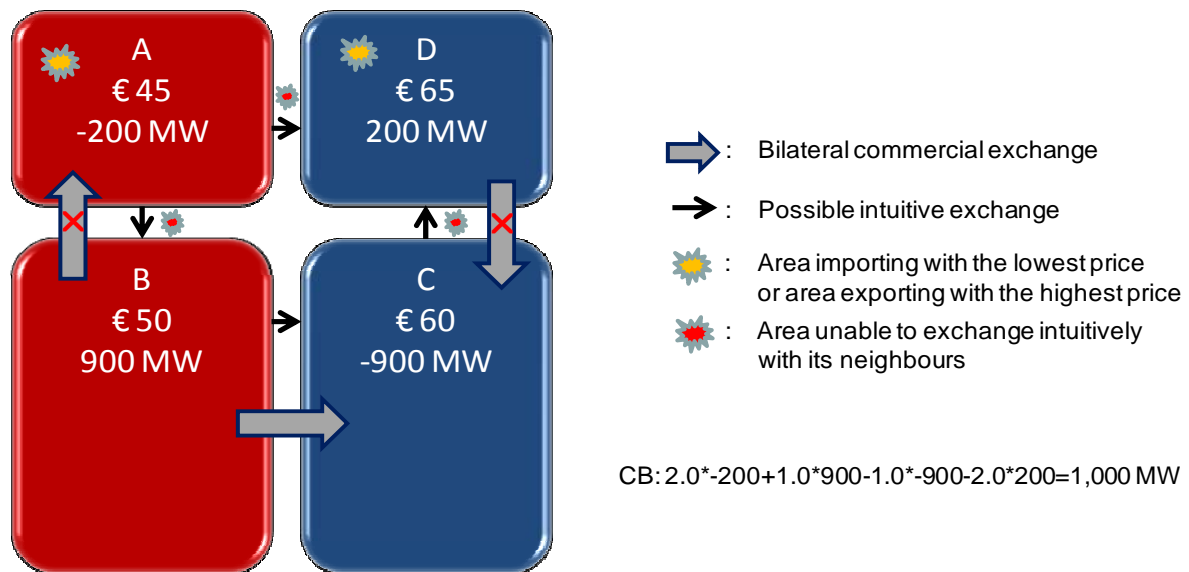 A
€ 45
-200 MW
D
€ 65
200 MW
B
€ 50
900 MW
C
€ 60
-900 MW
: Bilateral commercial exchange
: Possible intuitive exchange
: Area importing with the lowest price
or area exporting with the highest price
: Area unable to exchange intuitively
with its neighbours
CB: 2.0*-200+1.0*900-1.0*-900-2.0*200=1,000 MW